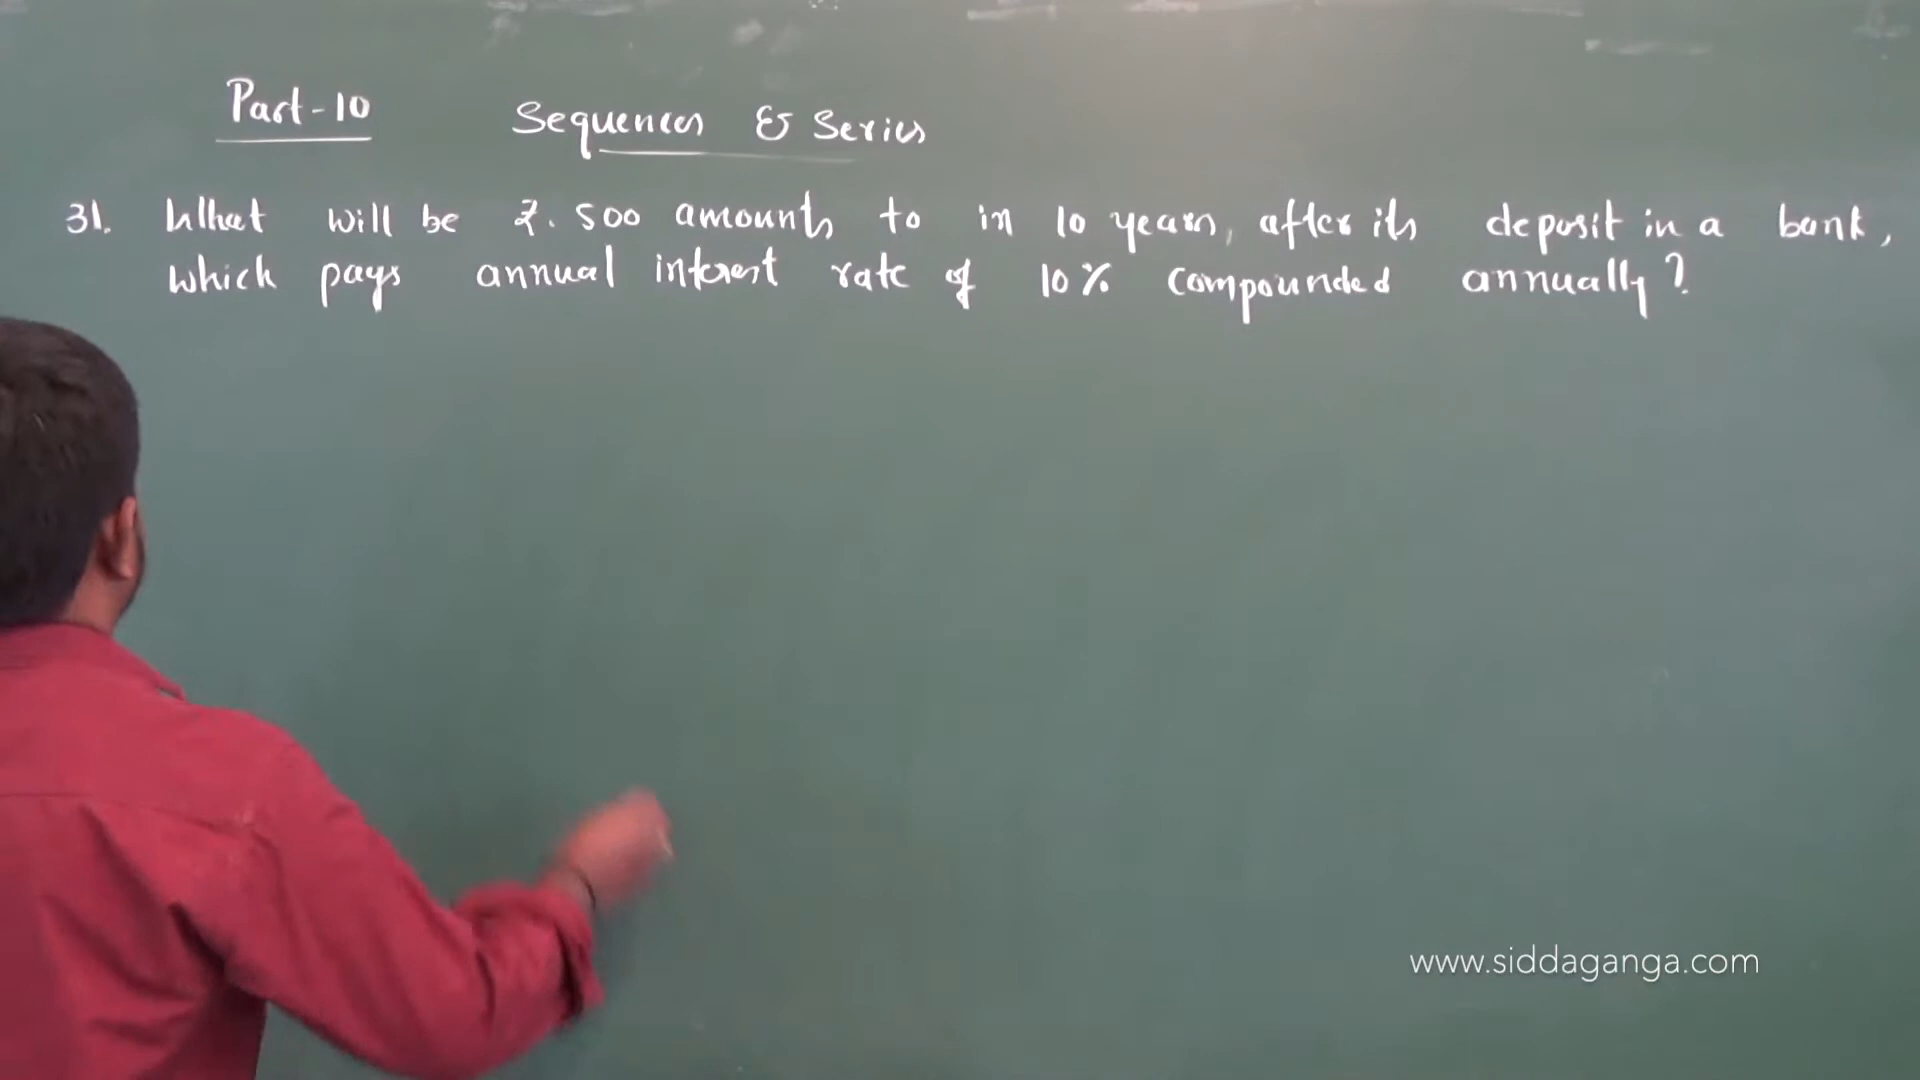 Part-10 Sequences & Series
31. What will be ₹. 500 amounts to in 10 years, after its deposit in a bank,
which pays annual interest rate of 10% compounded annually?
www.siddaganga.com